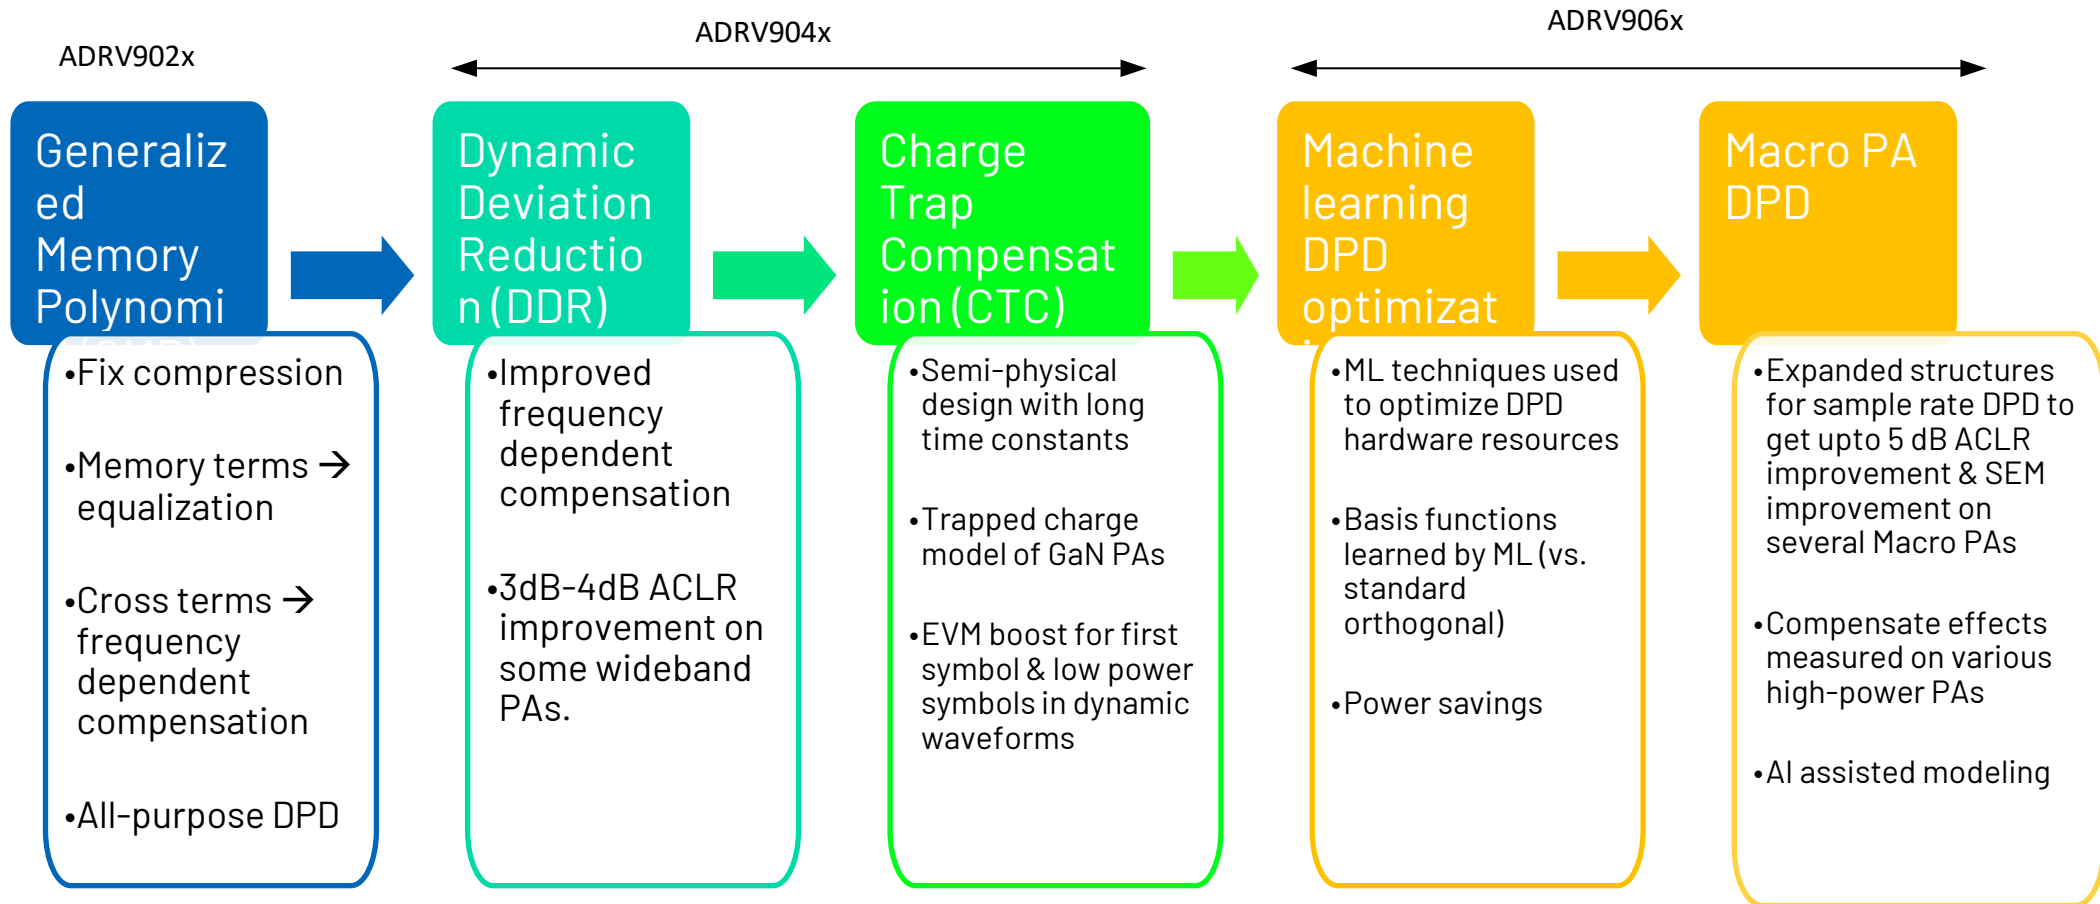 ADRV902x
ADRV904x
ADRV906x
Generaliz
ed
Memory
Polynomi
•Fix compression
•Memory terms →
equalization
•Cross terms →
frequency
dependent
compensation
•All-purpose DPD
Dynamic
Deviation
Reductio
n (DDR)
•Improved
frequency
dependent
compensation
•3dB-4dB ACLR
improvement on
some wideband
PAs.
Charge
Trap
Compensat
ion (CTC)
•Semi-physical
design with long
time constants
•Trapped charge
model of GaN PAs
•EVM boost for first
symbol & low power
symbols in dynamic
waveforms
Machine
learning
DPD
optimizat
•ML techniques used
to optimize DPD
hardware resources
•Basis functions
learned by ML (vs.
standard
orthogonal)
•Power savings
Macro PA
DPD
•Expanded structures
for sample rate DPD to
get upto 5 dB ACLR
improvement & SEM
improvement on
several Macro PAs
•Compensate effects
measured on various
high-power PAs
•AI assisted modeling